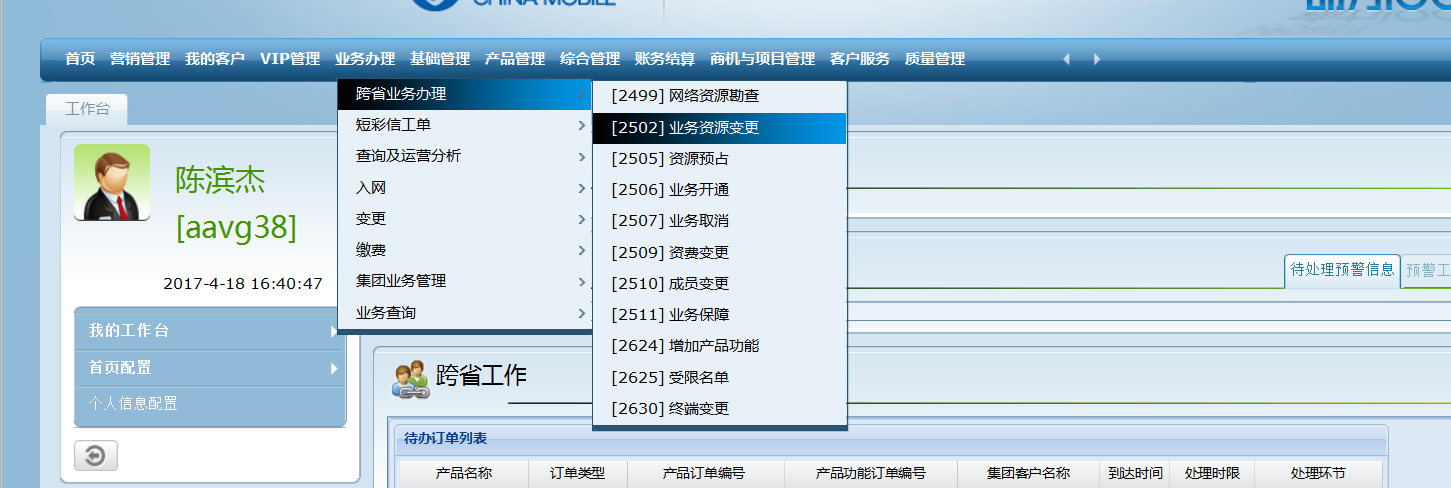 CHINA MOBILE
首页 营销管理 我的客户 VIP管理 业务办理 基础管理 产品管理 综合管理 账务结算 商机与项目管理 客户服务 质量管理
工作台
陈滨杰
[aavg38]
2017-4-18 16:40:47
我的工作台
首页配置
个人信息配置
跨省业务办理
短彩信工单
查询及运营分析
入网
变更
缴费
集团业务管理
业务查询
[2499] 网络资源勘查
[2502] 业务资源变更
[2505] 资源预占
[2506] 业务开通
[2507] 业务取消
[2509] 资费变更
[2510] 成员变更
[2511] 业务保障
[2624] 增加产品功能
[2625] 受限名单
[2630] 终端变更
待处理预警信息 预警工
跨省工作
待办订单列表
产品名称 订单类型 产品订单编号 产品功能订单编号 集团客户名称 到达时间 处理时限 处理环节